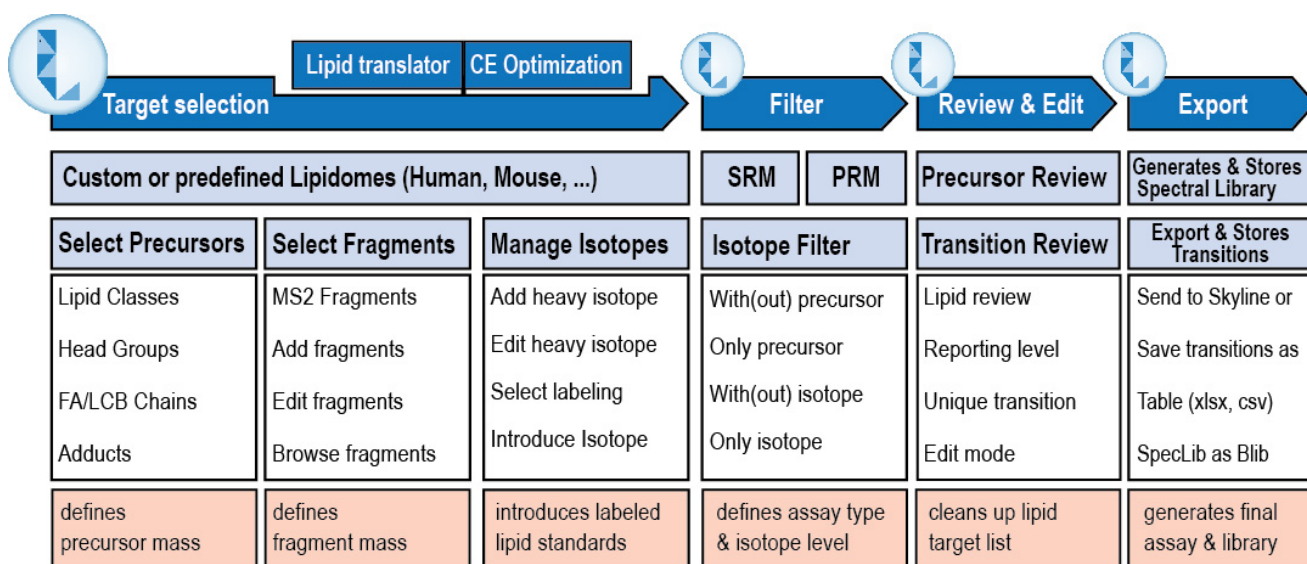 Lipid translator
CE Optimization
Target selection
Filter
Review & Edit
Export
Custom or predefined Lipidomes (Human, Mouse, ...)
SRM
PRM
Precursor Review
Generates & Stores
Spectral Library
Select Precursors
Select Fragments
Manage Isotopes
Isotope Filter
Transition Review
Export & Stores
Transitions
Lipid Classes
Head Groups
FA/LCB Chains
Adducts
MS2 Fragments
Add fragments
Edit fragments
Browse fragments
Add heavy isotope
Edit heavy isotope
Select labeling
Introduce Isotope
With(out) precursor
Only precursor
With(out) isotope
Only isotope
Lipid review
Reporting level
Unique transition
Edit mode
Send to Skyline or
Save transitions as
Table (xlsx, csv)
SpecLib as Blib
defines
precursor mass
defines
fragment mass
introduces labeled
lipid standards
defines assay type
& isotope level
cleans up lipid
target list
generates final
assay & library